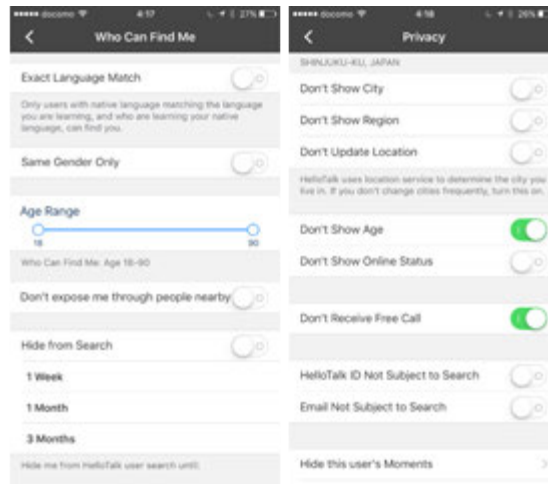 docomo 4:17 27%
Who Can Find Me
Exact Language Match
Only users with native language matching the language
you are learning, and who are learning your native
language, can find you.
Same Gender Only
Age Range
18 90
Who Can Find Me: Age 18-90
Don't expose me through people nearby
Hide from Search
1 Week
1 Month
3 Months
Hide me from HelloTalk user search until:
docomo 4:18 26%
Privacy
SHINJUKU-KU, JAPAN
Don't Show City
Don't Show Region
Don't Update Location
HelloTalk uses location service to determine the city you
live in. If you don't change cities frequently, turn this on.
Don't Show Age
Don't Show Online Status
Don't Receive Free Call
HelloTalk ID Not Subject to Search
Email Not Subject to Search
Hide this user's Moments